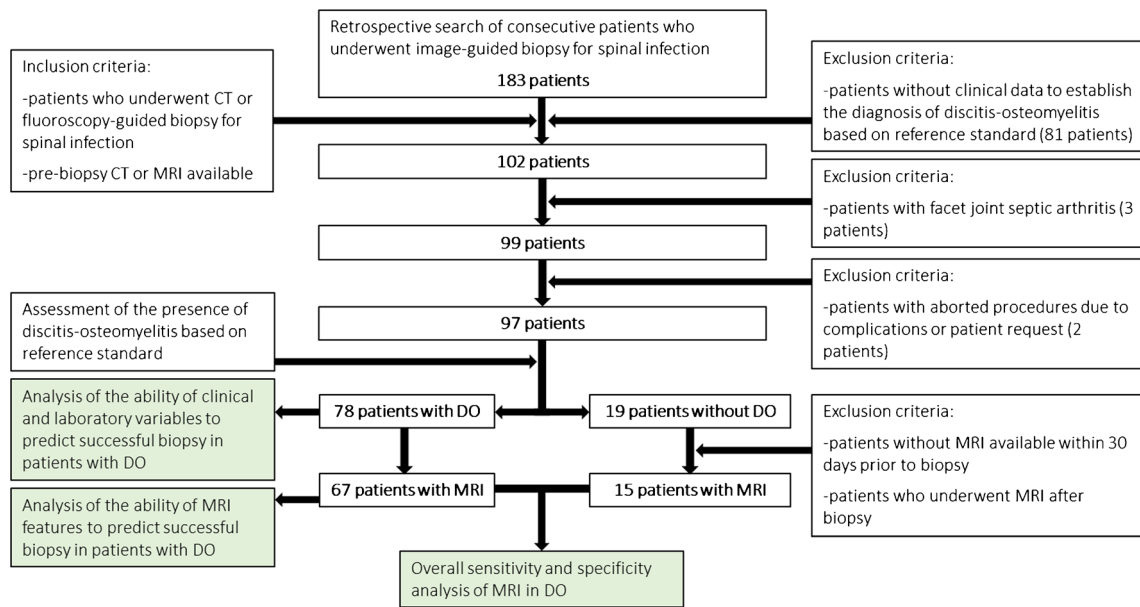 Retrospective search of consecutive patients who
underwent image-guided biopsy for spinal infection
183 patients
Inclusion criteria:
-patients who underwent CT or
fluoroscopy-guided biopsy for
spinal infection
-pre-biopsy CT or MRI available
Exclusion criteria:
-patients without clinical data to establish
the diagnosis of discitis-osteomyelitis
based on reference standard (81 patients)
102 patients
Exclusion criteria:
-patients with facet joint septic arthritis (3
patients)
99 patients
Exclusion criteria:
-patients with aborted procedures due to
complications or patient request (2
patients)
97 patients
Assessment of the presence of
discitis-osteomyelitis based on
reference standard
Analysis of the ability of clinical
and laboratory variables to
predict successful biopsy in
patients with DO
78 patients with DO
19 patients without DO
Exclusion criteria:
-patients without MRI available within 30
days prior to biopsy
-patients who underwent MRI after
biopsy
67 patients with MRI
15 patients with MRI
Analysis of the ability of MRI
features to predict successful
biopsy in patients with DO
Overall sensitivity and specificity
analysis of MRI in DO